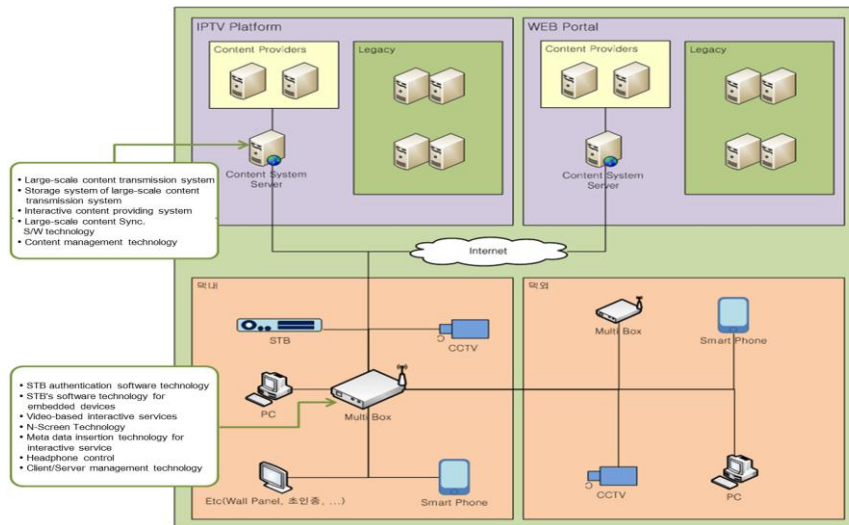 IPTV Platform
Content Providers
Legacy
Content System
Server
WEB Portal
Content Providers
Legacy
Content System
Server
• Large-scale content transmission system
• Storage system of large-scale content
transmission system
• Interactive content providing system
• Large-scale content Sync.
S/W technology
• Content management technology
Internet
댁내
STB
CCTV
PC
Multi Box
Etc(Wall Panel, 초인종, ...)
Smart Phone
댁외
Multi Box
Smart Phone
CCTV
PC
• STB authentication software technology
• STB's software technology for
embedded devices
• Video-based interactive services
• N-Screen Technology
• Meta data insertion technology for
interactive service
• Headphone control
• Client/Server management technology